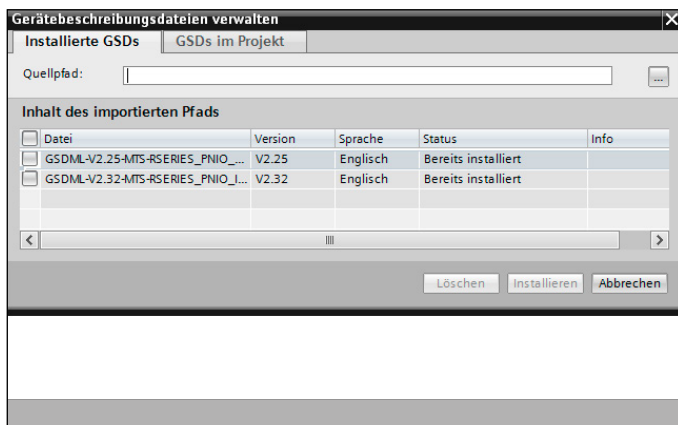 Gerätebeschreibungsdateien verwalten
Installierte GSDs GSDs im Projekt
Quellpfad:
...
Inhalt des importierten Pfads
Datei Version Sprache Status Info
GSDML-V2.25-MTS-RSERIES_PNIO_... V2.25 Englisch Bereits installiert
GSDML-V2.32-MTS-RSERIES_PNIO_I... V2.32 Englisch Bereits installiert
Löschen Installieren Abbrechen